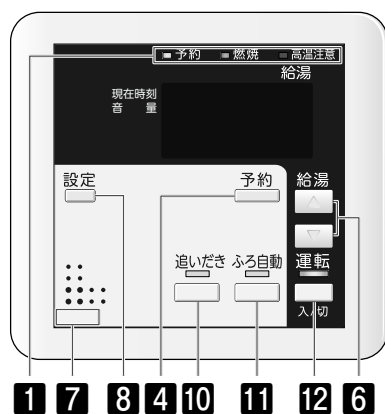 予約 燃焼 高温注意
給湯
現在時刻
音 量
設定 予約 給湯
追いだき ふろ自動 運転
入/切
1 7 8 4 10 11 12 6